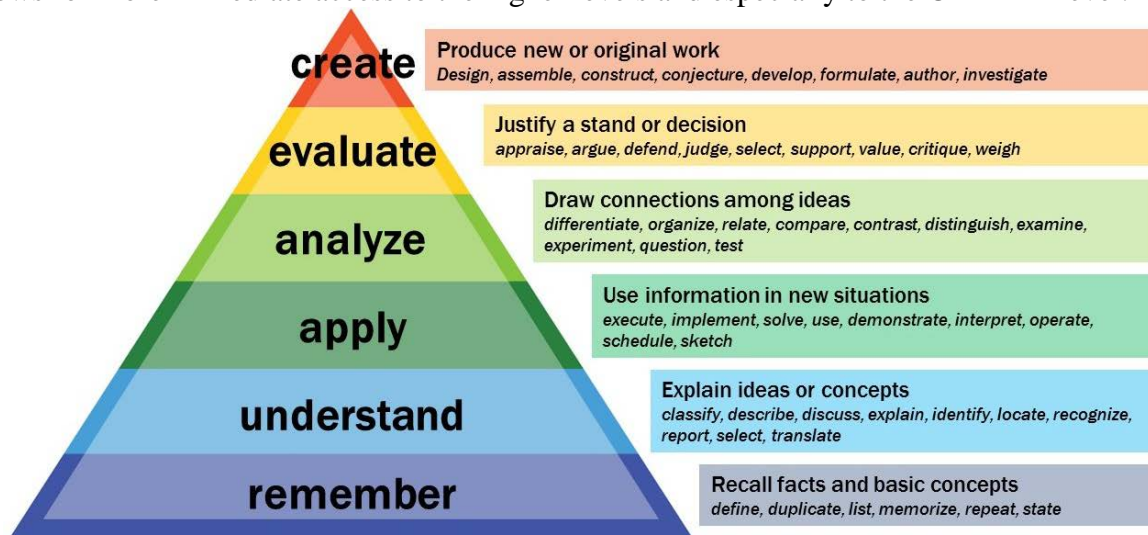 create
Produce new or original work
Design, assemble, construct, conjecture, develop, formulate, author, investigate
evaluate
Justify a stand or decision
appraise, argue, defend, judge, select, support, value, critique, weigh
analyze
Draw connections among ideas
differentiate, organize, relate, compare, contrast, distinguish, examine,
experiment, question, test
apply
Use information in new situations
execute, implement, solve, use, demonstrate, interpret, operate,
schedule, sketch
understand
Explain ideas or concepts
classify, describe, discuss, explain, identify, locate, recognize,
report, select, translate
remember
Recall facts and basic concepts
define, duplicate, list, memorize, repeat, state